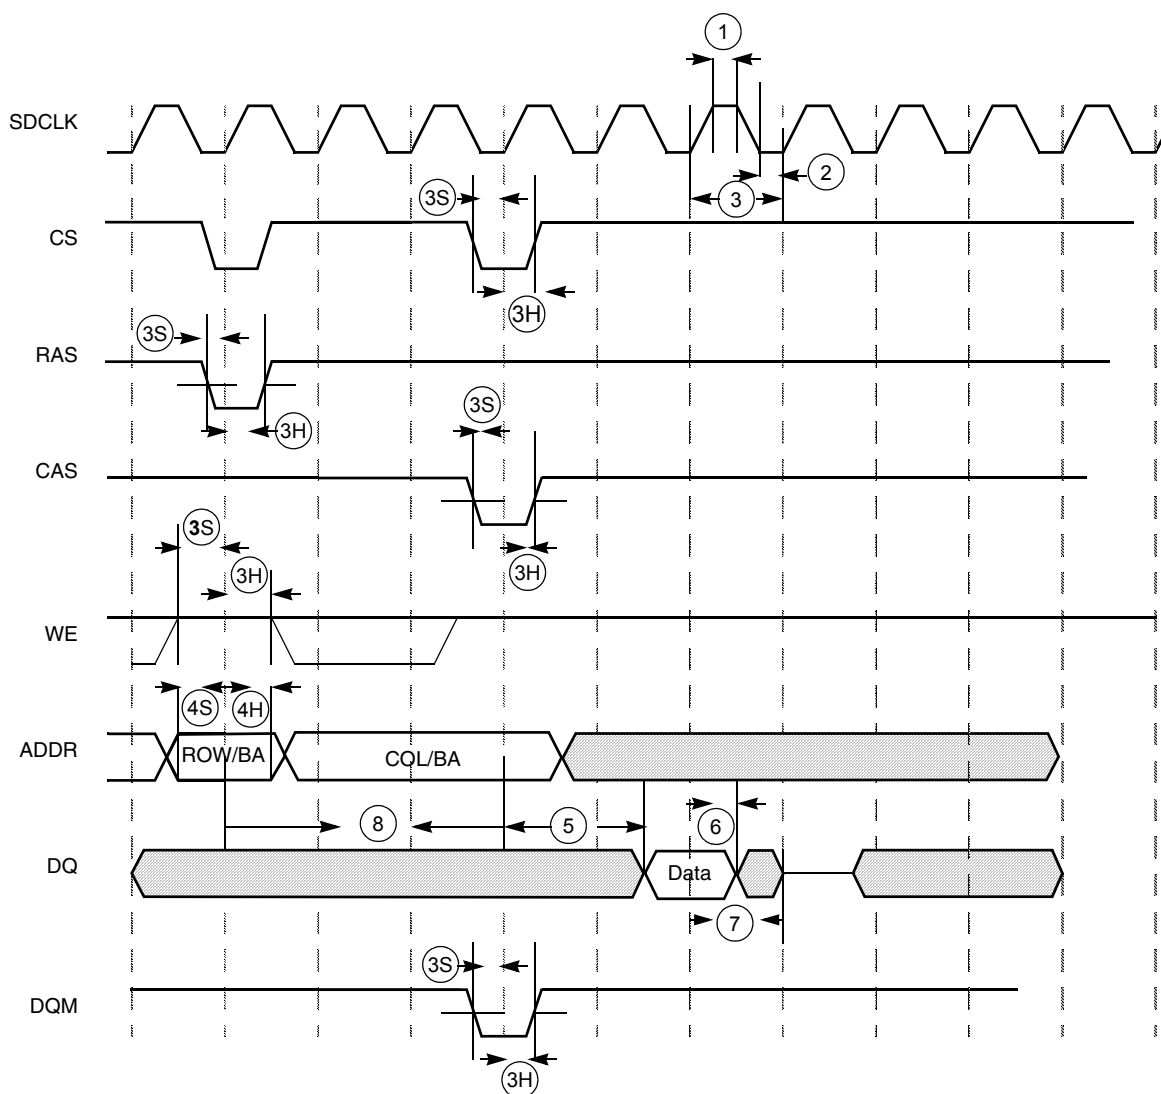 1
SDCLK
2
3
3S
CS
3H
3S
RAS
3H
3S
CAS
3S
3H
3H
WE
4S 4H
ADDR
ROW/BA COL/BA
8 5 6
DQ
Data
7
3S
DQM
3H